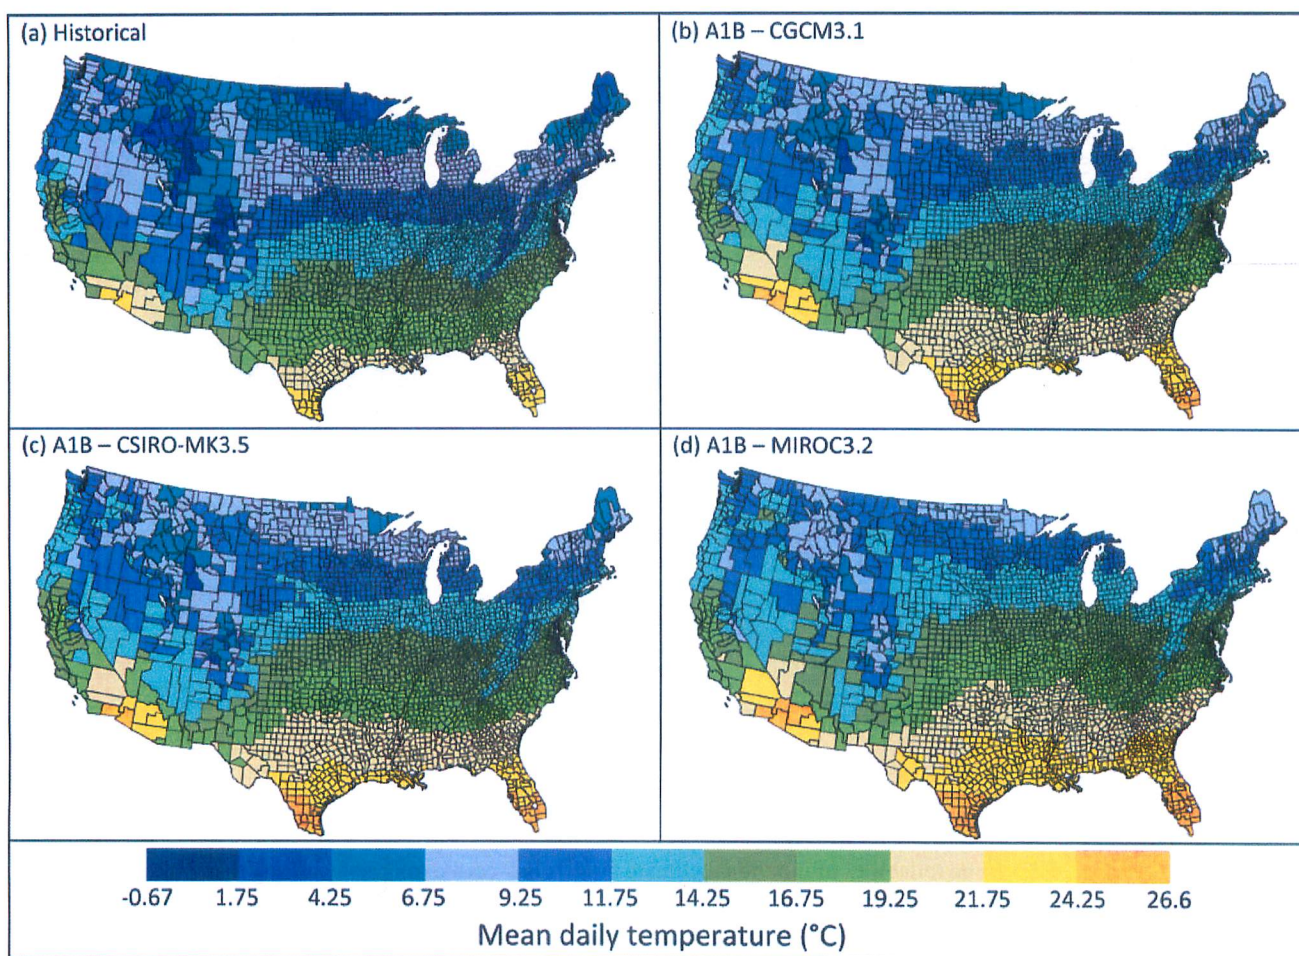 (a) Historical
(b) A1B – CGCM3.1
(c) A1B – CSIRO-MK3.5
(d) A1B – MIROC3.2
-0.67 1.75 4.25 6.75 9.25 11.75 14.25 16.75 19.25 21.75 24.25 26.6
Mean daily temperature (°C)